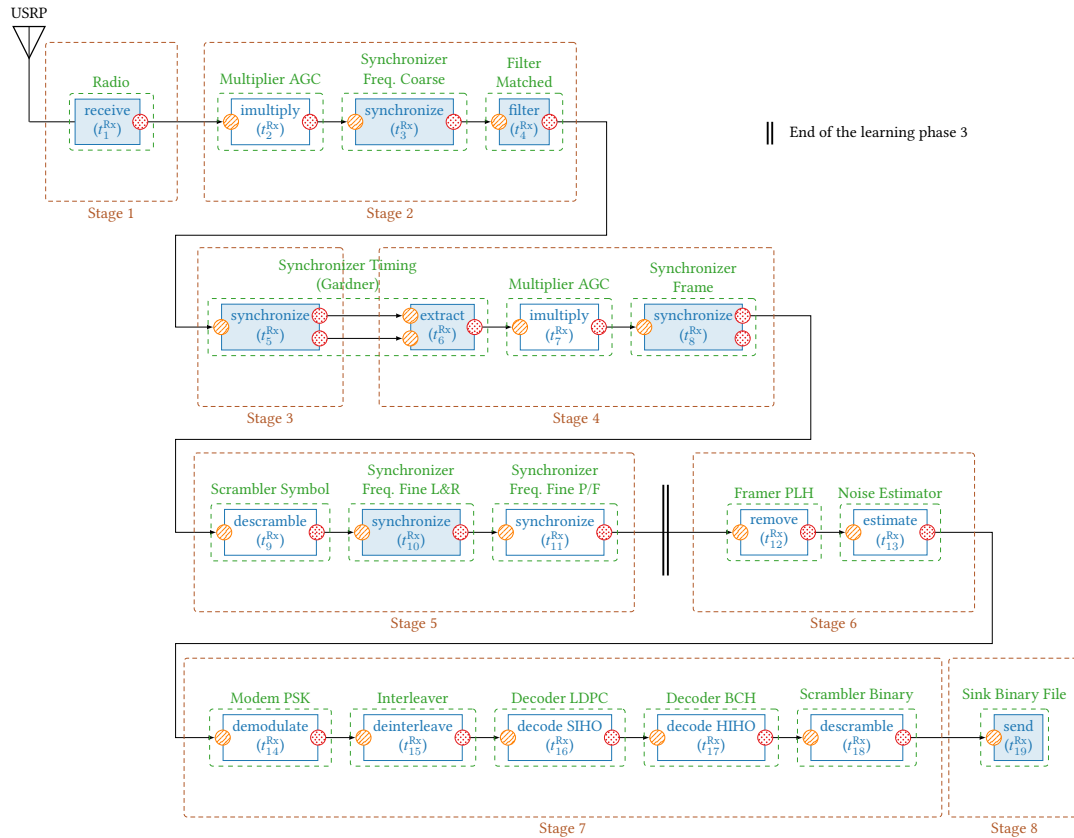 USRP
Radio
receive
(t₁ᴿˣ)
Stage 1
Multiplier AGC
imultiply
(t₂ᴿˣ)
Synchronizer
Freq. Coarse
synchronize
(t₃ᴿˣ)
Filter
Matched
filter
(t₄ᴿˣ)
Stage 2
End of the learning phase 3
Synchronizer Timing
(Gardner)
synchronize
(t₅ᴿˣ)
Stage 3
extract
(t₆ᴿˣ)
Multiplier AGC
imultiply
(t₇ᴿˣ)
Synchronizer
Frame
synchronize
(t₈ᴿˣ)
Stage 4
Scrambler Symbol
descramble
(t₉ᴿˣ)
Synchronizer
Freq. Fine L&R
synchronize
(t₁₀ᴿˣ)
Synchronizer
Freq. Fine P/F
synchronize
(t₁₁ᴿˣ)
Stage 5
Framer PLH
remove
(t₁₂ᴿˣ)
Noise Estimator
estimate
(t₁₃ᴿˣ)
Stage 6
Modem PSK
demodulate
(t₁₄ᴿˣ)
Interleaver
deinterleave
(t₁₅ᴿˣ)
Decoder LDPC
decode SIHO
(t₁₆ᴿˣ)
Decoder BCH
decode HIHO
(t₁₇ᴿˣ)
Scrambler Binary
descramble
(t₁₈ᴿˣ)
Stage 7
Sink Binary File
send
(t₁₉ᴿˣ)
Stage 8